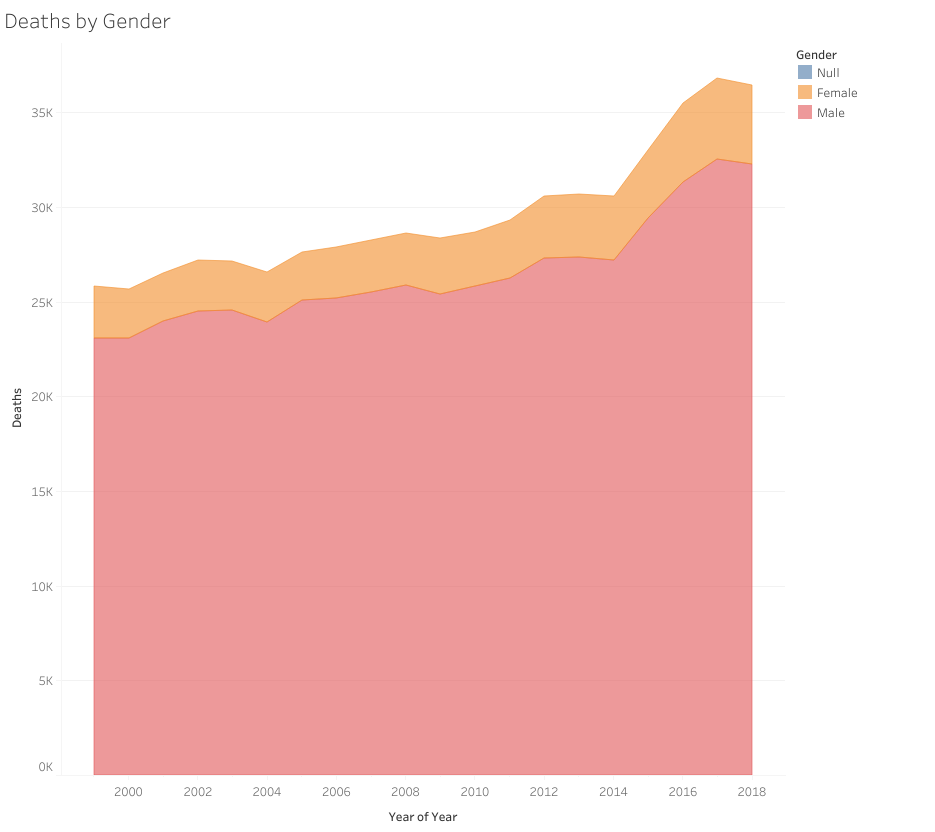 Deaths by Gender
Gender
Null
Female
Male
35K
30K
25K
20K
15K
10K
5K
0K
Deaths
2000 2002 2004 2006 2008 2010 2012 2014 2016 2018
Year of Year